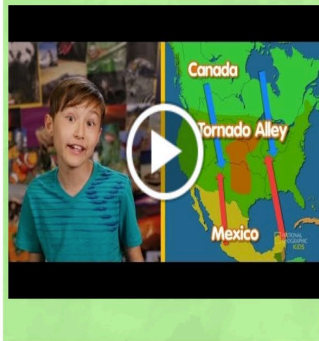 Canada
Tornado Alley
Mexico
NATIONAL
GEOGRAPHIC
KiDS